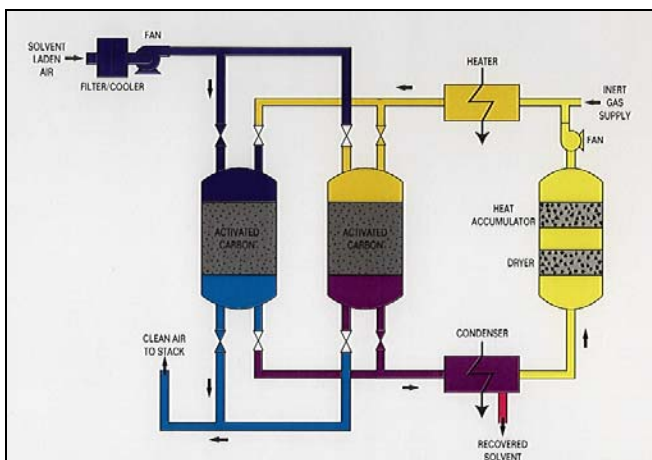 SOLVENT
LADEN
AIR
FAN
FILTER/COOLER
HEATER
INERT
GAS
SUPPLY
FAN
ACTIVATED
CARBON
ACTIVATED
CARBON
HEAT
ACCUMULATOR
DRYER
CLEAN AIR
TO STACK
CONDENSER
RECOVERED
SOLVENT